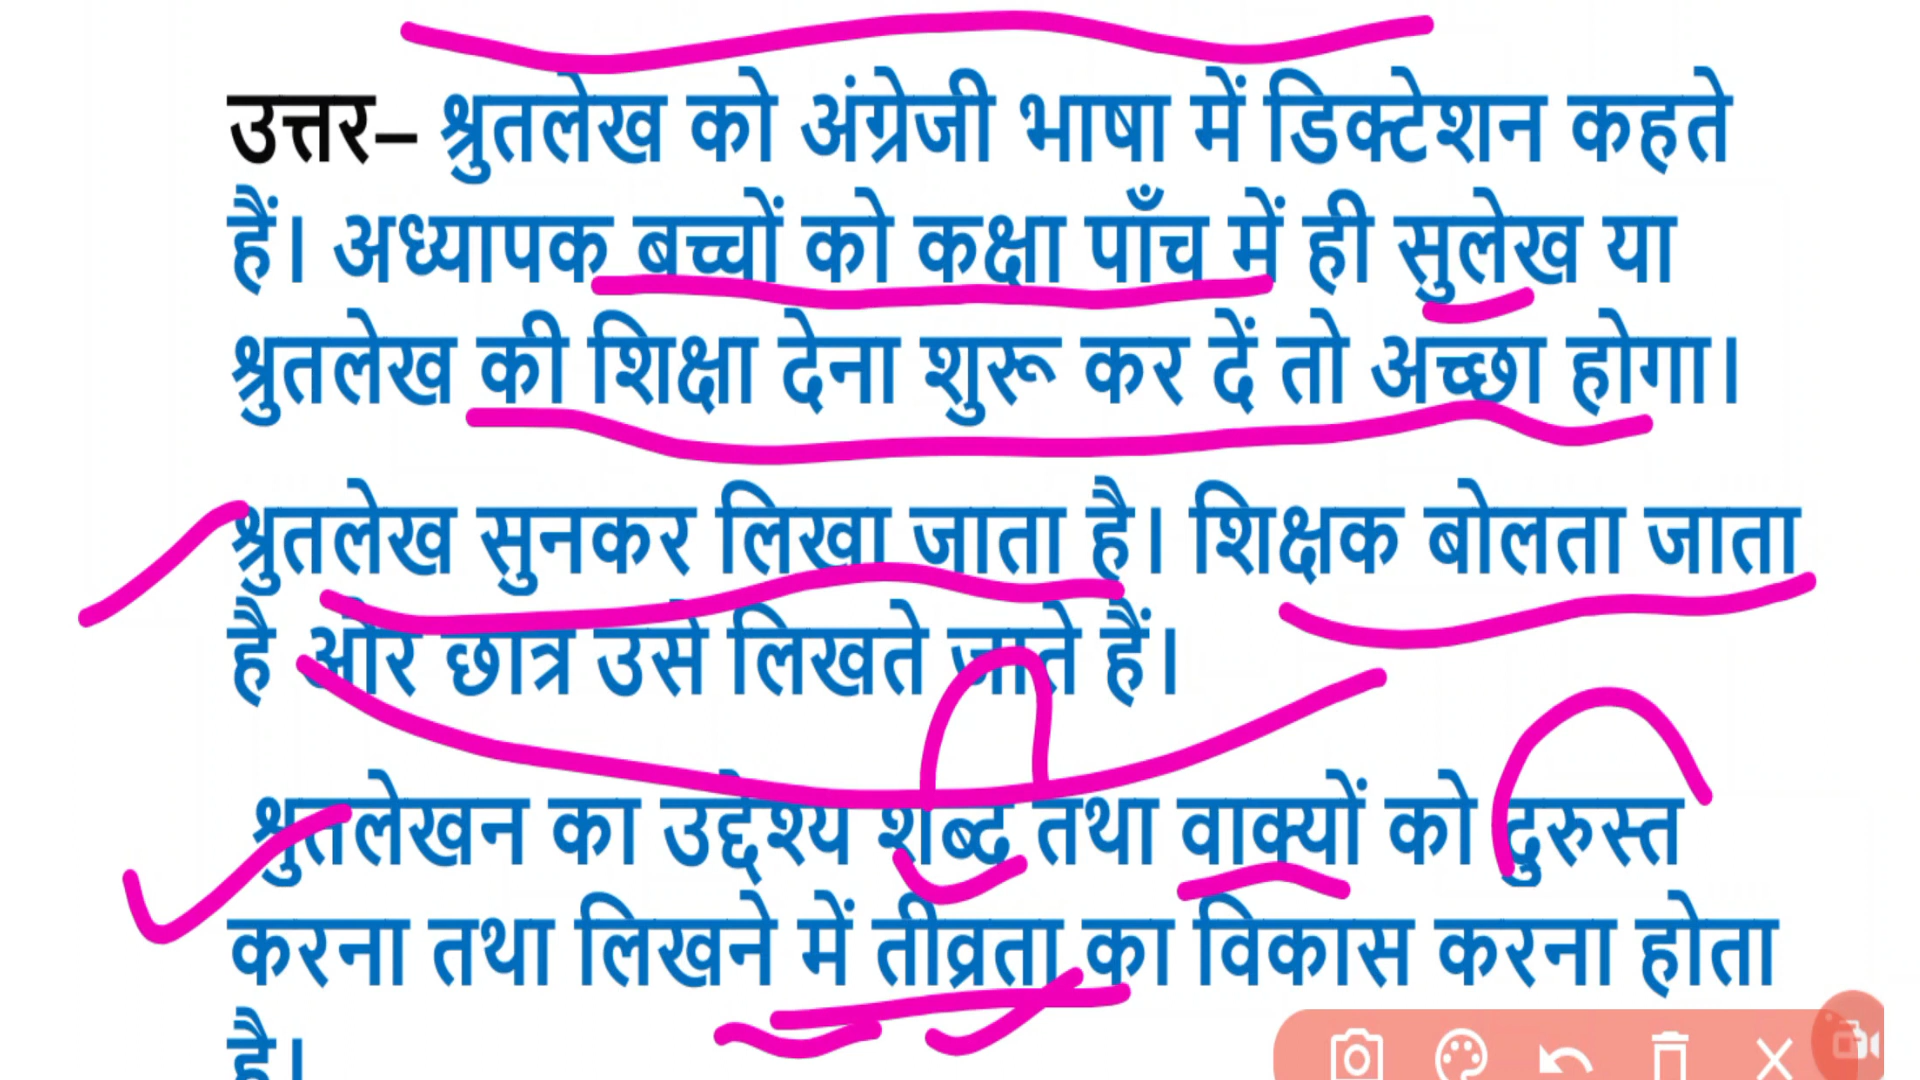 उत्तर– श्रुतलेख को अंग्रेजी भाषा में डिक्टेशन कहते
हैं। अध्यापक बच्चों को कक्षा पाँच में ही सुलेख या
श्रुतलेख की शिक्षा देना शुरू कर दें तो अच्छा होगा।
श्रुतलेख सुनकर लिखा जाता है। शिक्षक बोलता जाता
है और छात्र उसे लिखते जाते हैं।
श्रुतलेखन का उद्देश्य शब्द तथा वाक्यों को दुरुस्त
करना तथा लिखने में तीव्रता का विकास करना होता
है।